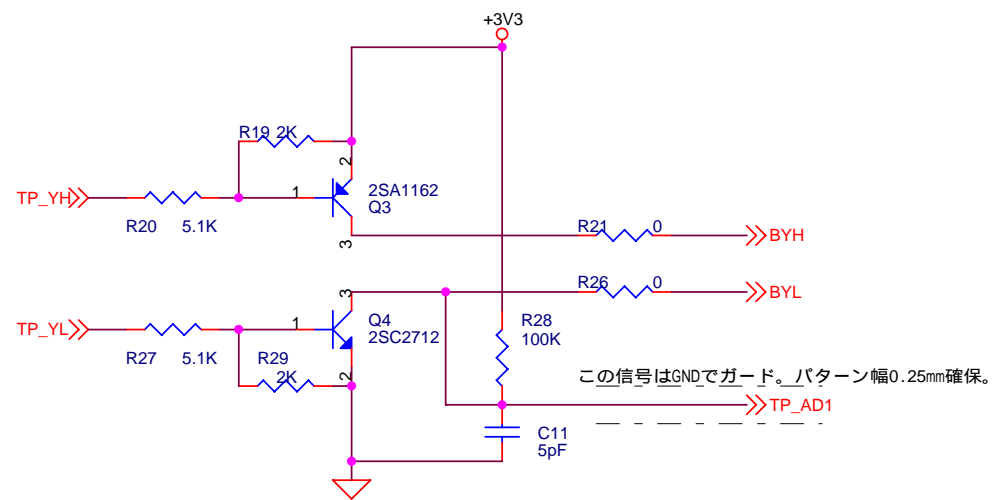 +3V3
R19 2K
2
TP_YH
1
2SA1162
Q3
R20 5.1K
3
R21 0
BYH
3
R26 0
BYL
TP_YL
1
Q4
2SC2712
R28
100K
R27 5.1K
R29
2K
2
この信号はGNDでガード。パターン幅0.25mm確保。
TP_AD1
C11
5pF